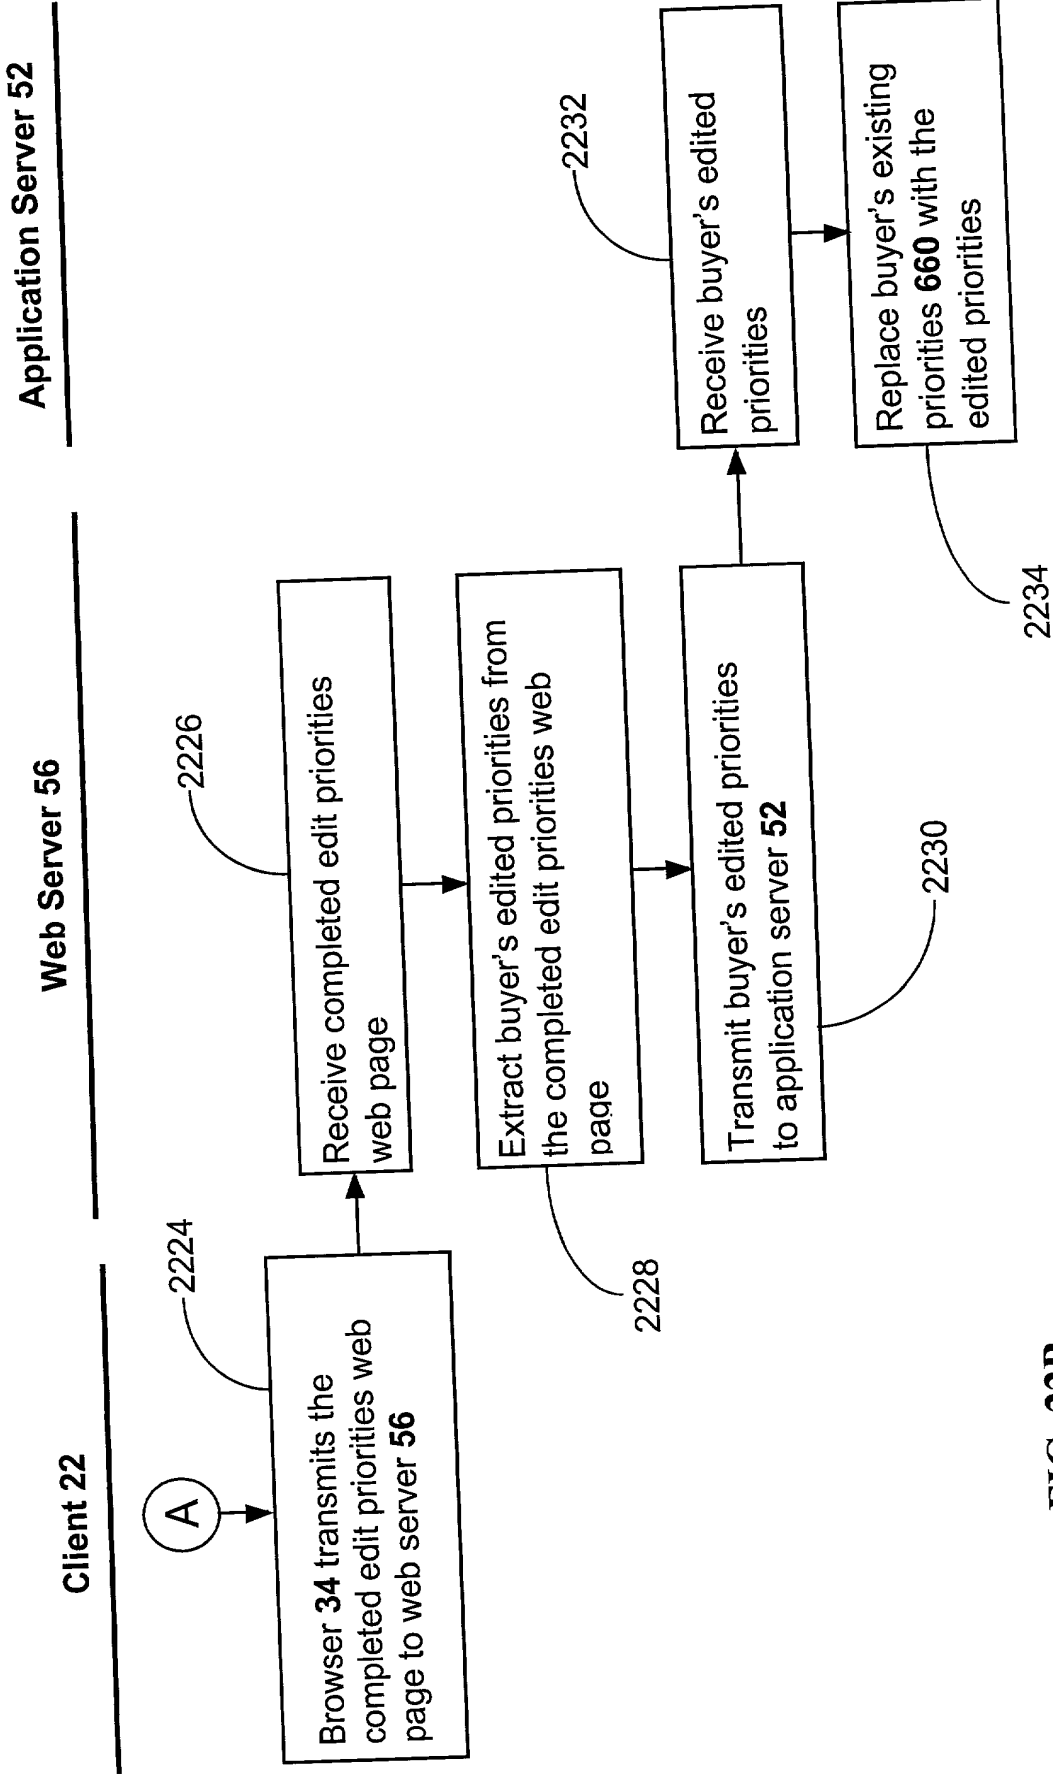 Client 22
Web Server 56
Application Server 52
A
2224
Browser 34 transmits the
completed edit priorities web
page to web server 56
2226
Receive completed edit priorities
web page
Extract buyer's edited priorities from
the completed edit priorities web
page
2228
Transmit buyer's edited priorities
to application server 52
2230
2232
Receive buyer's edited
priorities
Replace buyer's existing
priorities 660 with the
edited priorities
2234